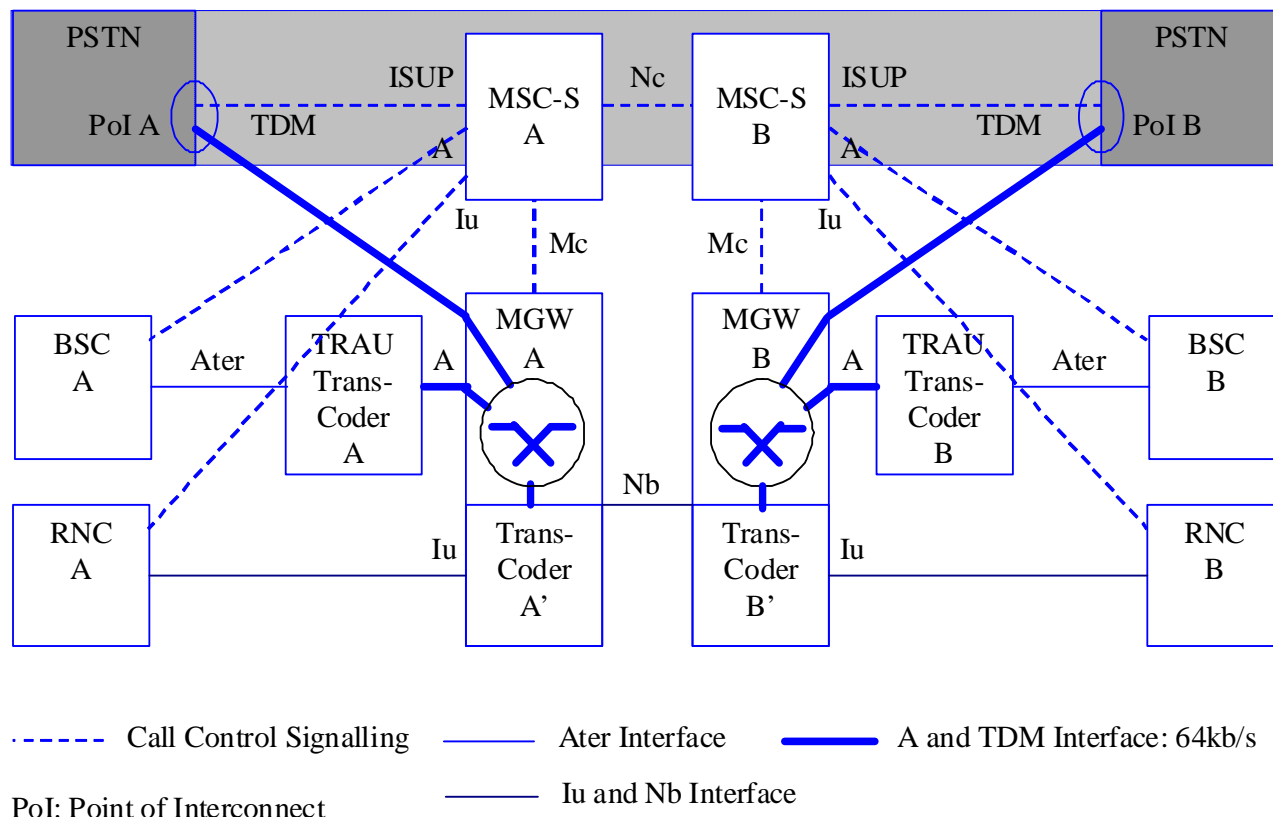 PSTN
PSTN
ISUP
Nc
ISUP
MSC-S
A
MSC-S
B
PoI A
TDM
TDM
PoI B
A
A
Iu
Iu
Mc
Mc
MGW
A
MGW
B
BSC
A
Ater
TRAU
Trans-
Coder
A
A
A
TRAU
Trans-
Coder
B
Ater
BSC
B
Nb
RNC
A
Iu
Trans-
Coder
A’
Trans-
Coder
B’
Iu
RNC
B
Call Control Signalling
Ater Interface
A and TDM Interface: 64kb/s
PoI: Point of Interconnect
Iu and Nb Interface